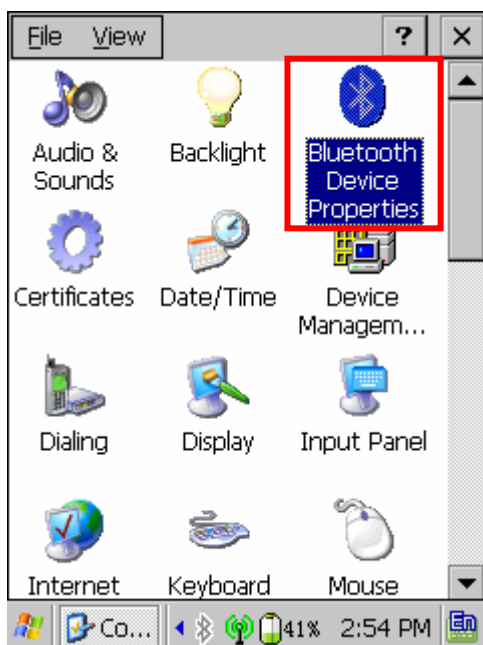 File View ? ×
Audio &
Sounds
Backlight
Bluetooth
Device
Properties
Certificates
Date/Time
Device
Managem...
Dialing
Display
Input Panel
Internet
Keyboard
Mouse
Co... 41% 2:54 PM En